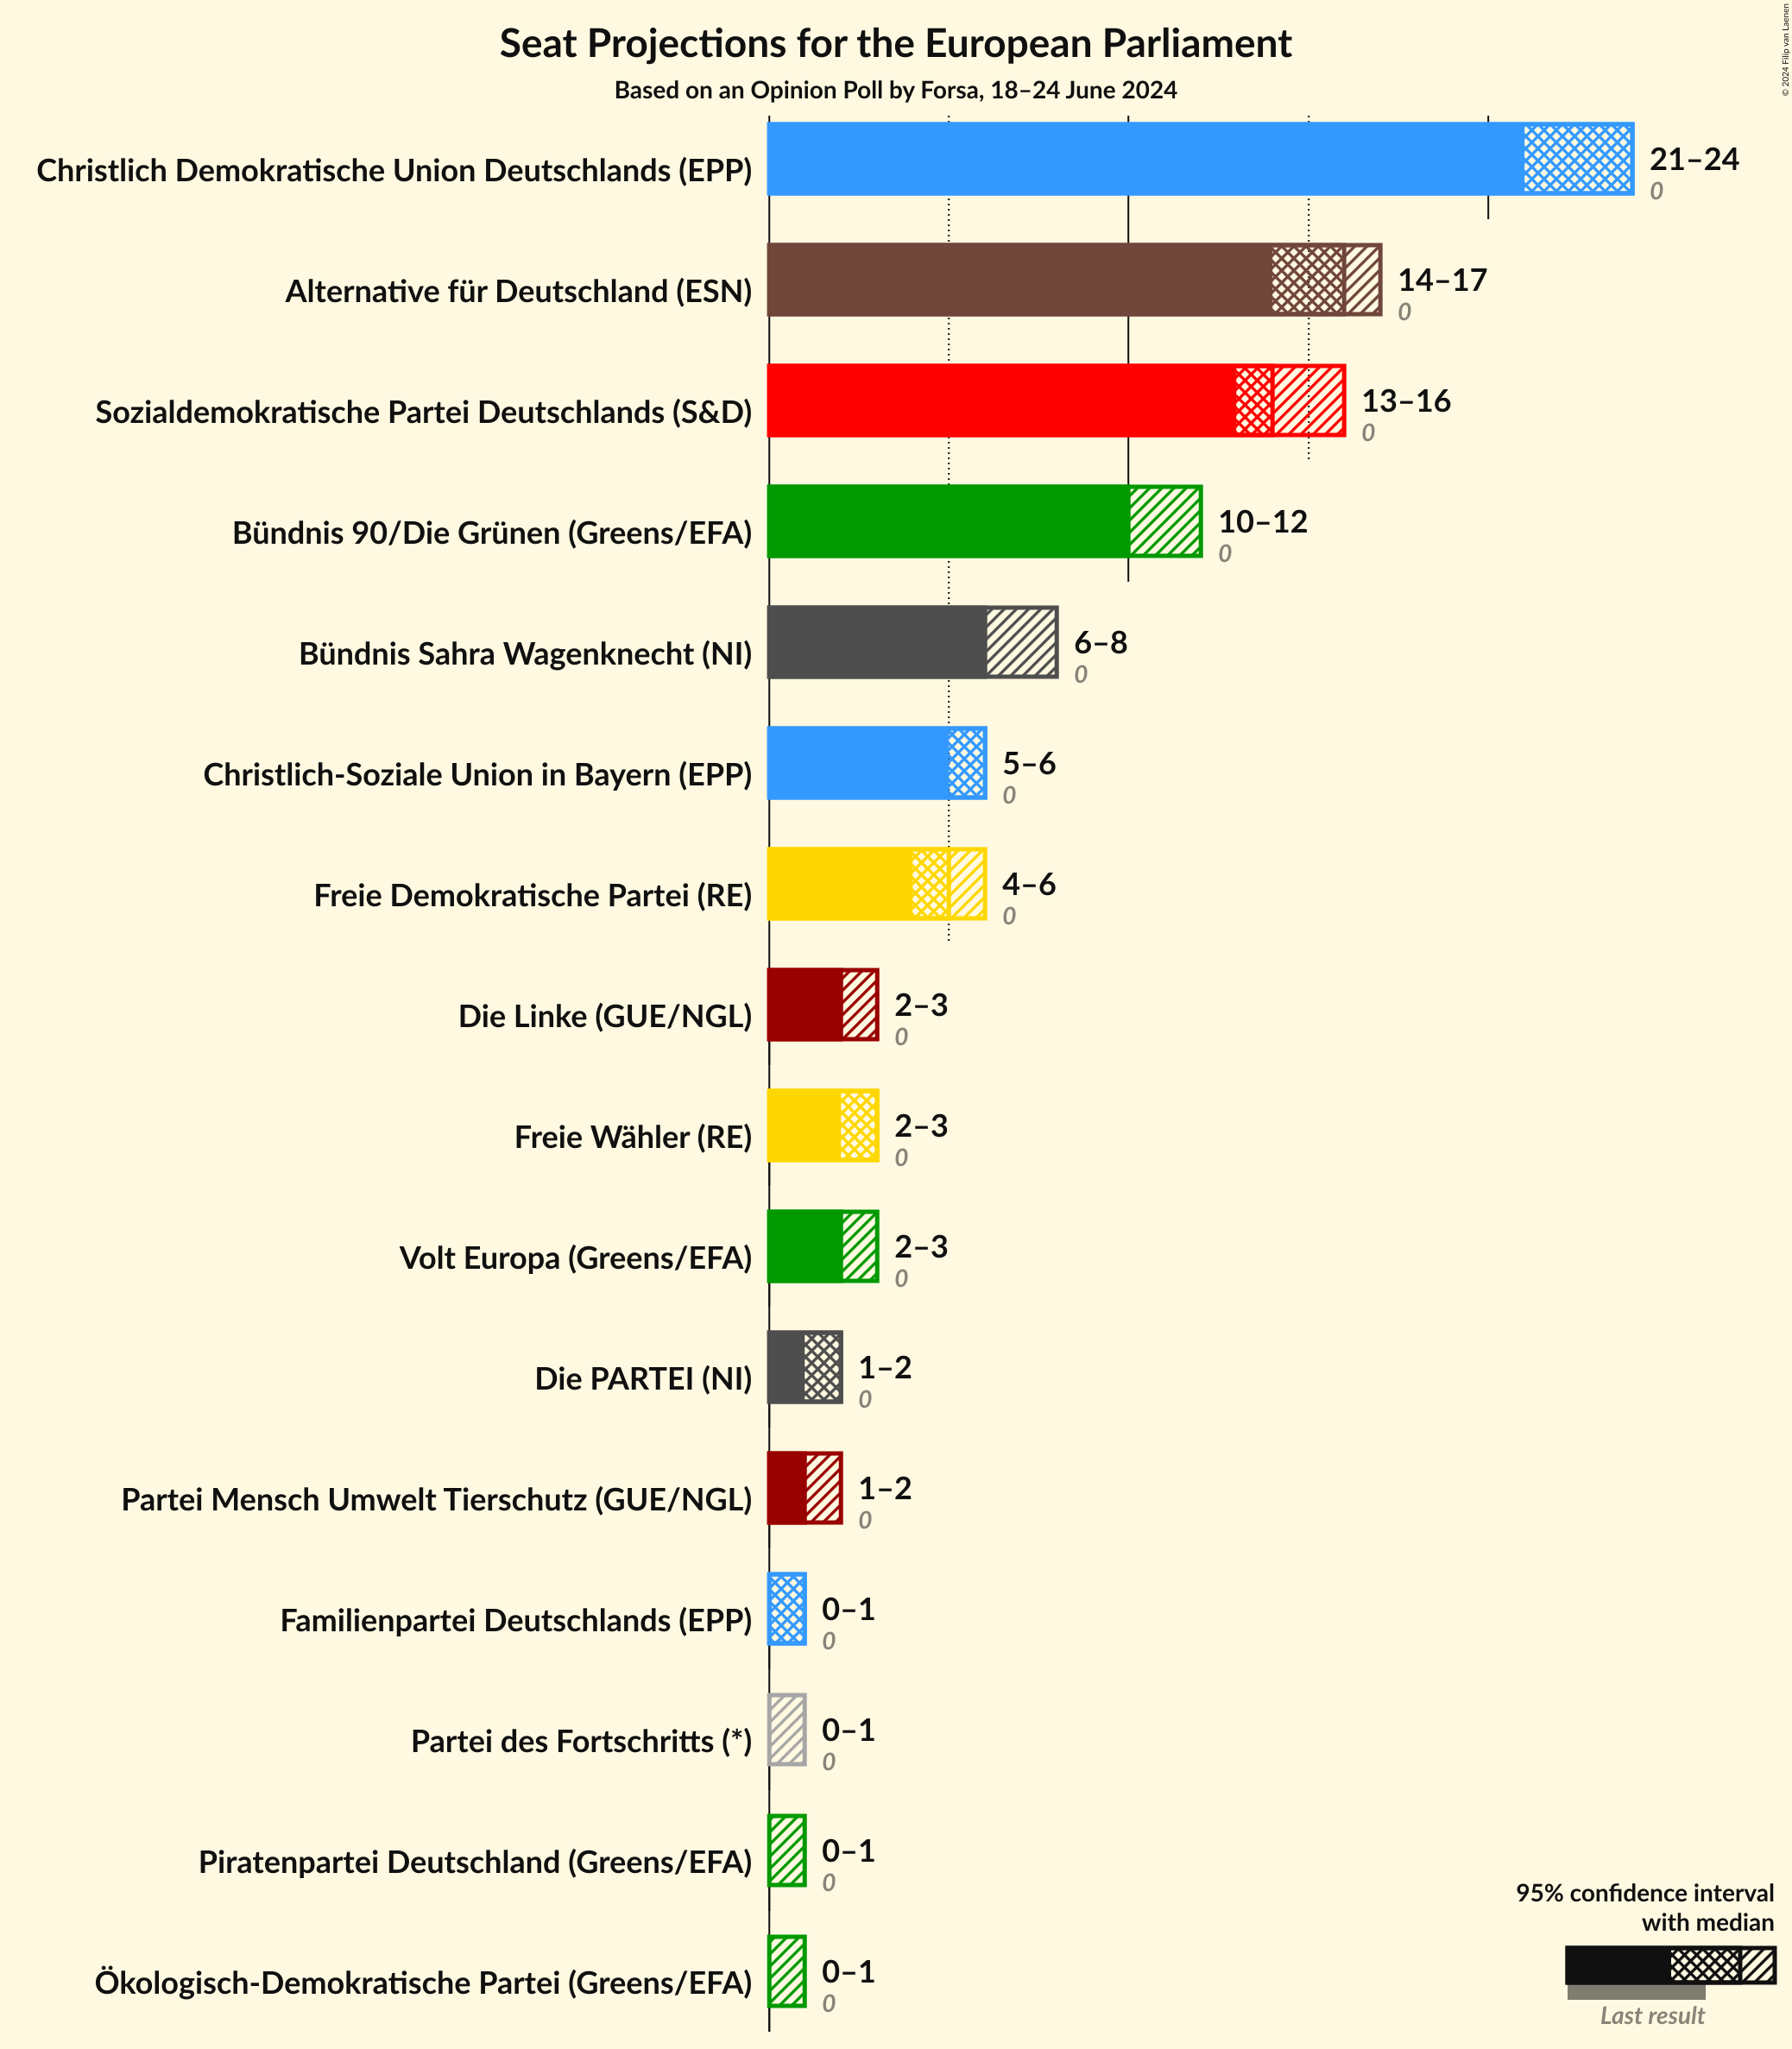 © 2024 Filip van Laenen
Seat Projections for the European Parliament
Based on an Opinion Poll by Forsa, 18–24 June 2024
Christlich Demokratische Union Deutschlands (EPP)
21–24
0
Alternative für Deutschland (ESN)
14–17
0
Sozialdemokratische Partei Deutschlands (S&D)
13–16
0
Bündnis 90/Die Grünen (Greens/EFA)
10–12
0
Bündnis Sahra Wagenknecht (NI)
6–8
0
Christlich-Soziale Union in Bayern (EPP)
5–6
0
Freie Demokratische Partei (RE)
4–6
0
Die Linke (GUE/NGL)
2–3
0
Freie Wähler (RE)
2–3
0
Volt Europa (Greens/EFA)
2–3
0
Die PARTEI (NI)
1–2
0
Partei Mensch Umwelt Tierschutz (GUE/NGL)
1–2
0
Familienpartei Deutschlands (EPP)
0–1
0
Partei des Fortschritts (*)
0–1
0
Piratenpartei Deutschland (Greens/EFA)
0–1
0
Ökologisch-Demokratische Partei (Greens/EFA)
0–1
0
95% confidence interval
with median
Last result